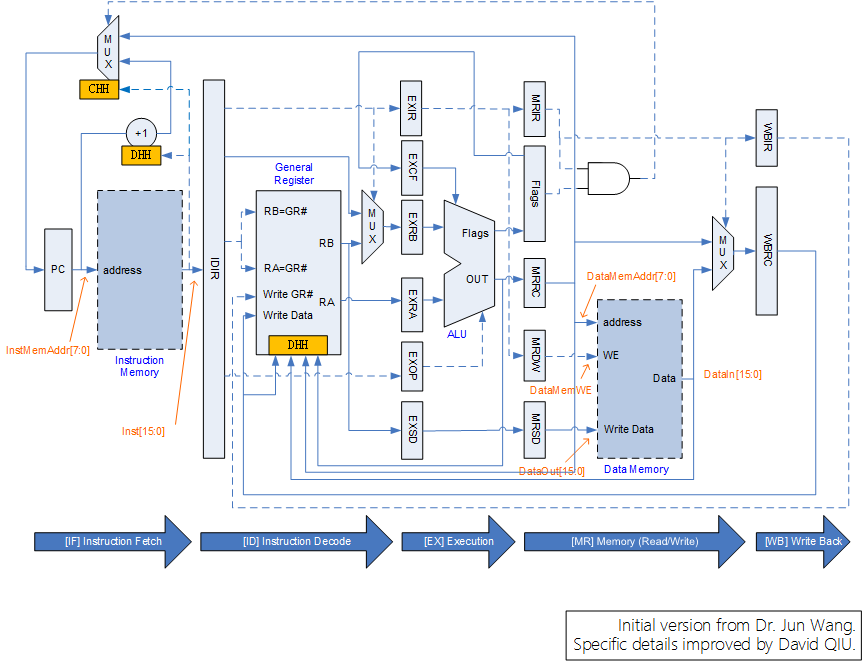 MUX
CHH
+1
DHH
PC
address
Instruction
Memory
InstMemAddr[7:0]
Inst[15:0]
IDIR
General
Register
RB=GR#
RB
RA=GR#
Write GR#
RA
Write Data
DHH
MUX
EXIR
EXCF
EXRB
EXRA
EXOP
EXSD
Flags
OUT
ALU
MRIR
Flags
MRRC
MRDW
MRSD
DataMemAddr[7:0]
address
WE
DataMemWE
Data
Write Data
DataOut[15:0]
Data Memory
DataIn[15:0]
MUX
WBIR
WBRC
[IF] Instruction Fetch
[ID] Instruction Decode
[EX] Execution
[MR] Memory (Read/Write)
[WB] Write Back
Initial version from Dr. Jun Wang.
Specific details improved by David QIU.